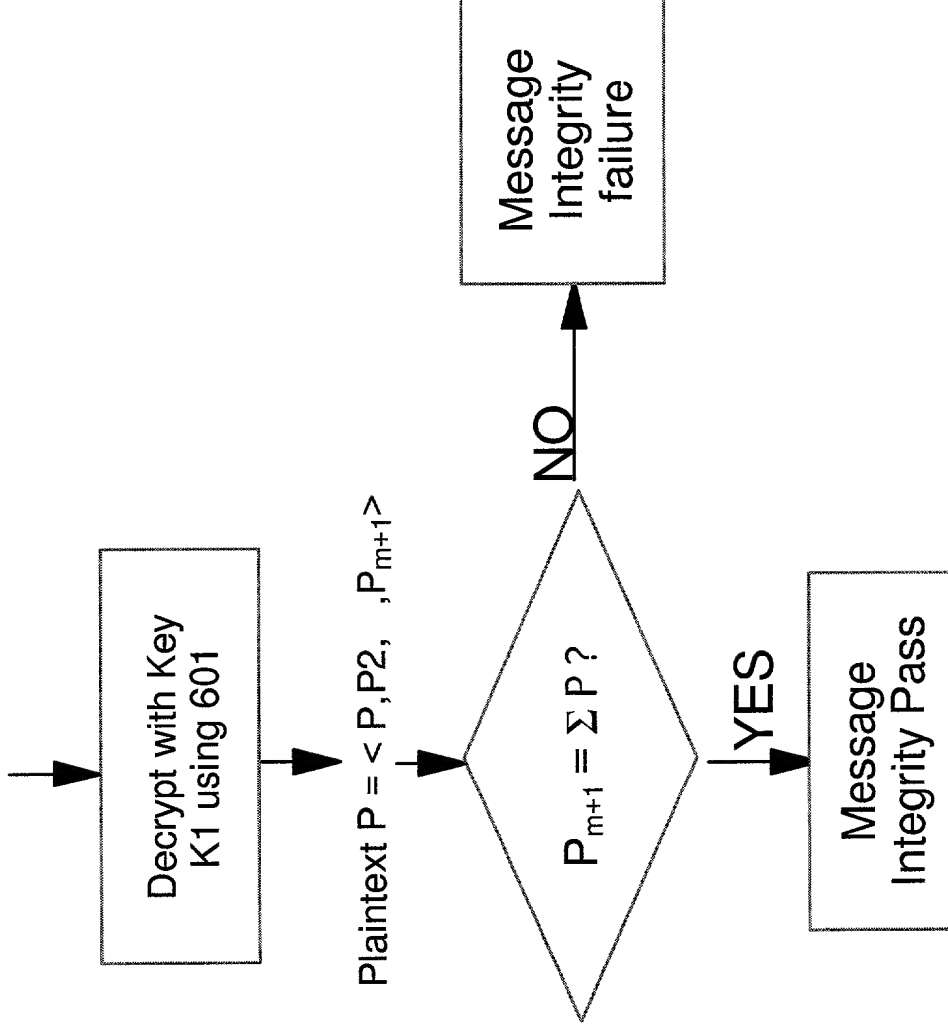 Decrypt with Key
K1 using 601
Plaintext P = < P,P2, ,Pm+1>
Pm+1 = Σ P ?
NO
Message
Integrity
failure
YES
Message
Integrity Pass